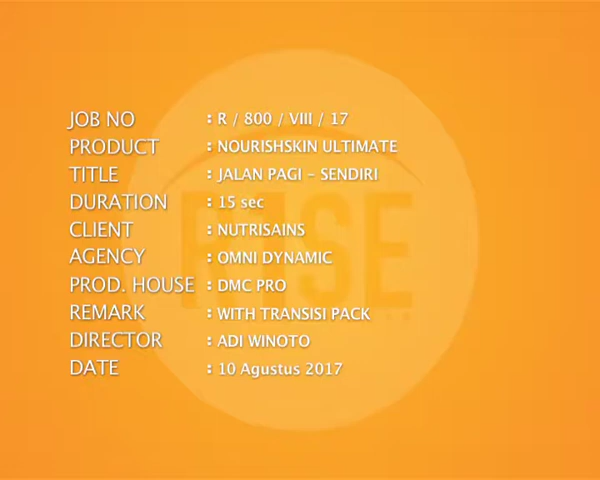 JOB NO : R / 800 / VIII / 17
PRODUCT : NOURISHSKIN ULTIMATE
TITLE : JALAN PAGI - SENDIRI
DURATION : 15 sec
CLIENT : NUTRISAINS
AGENCY : OMNI DYNAMIC
PROD. HOUSE : DMC PRO
REMARK : WITH TRANSISI PACK
DIRECTOR : ADI WINOTO
DATE : 10 Agustus 2017
R1SE